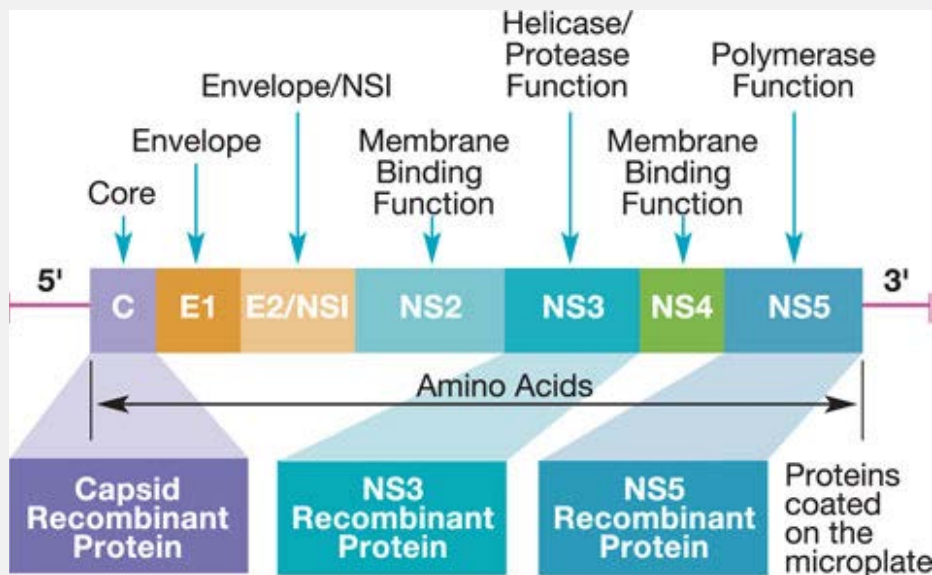 Helicase/
Protease
Function
Polymerase
Function
Envelope/NSI
Envelope
Membrane
Binding
Function
Membrane
Binding
Function
Core
5'
3'
C
E1
E2/NSI
NS2
NS3
NS4
NS5
Amino Acids
Capsid
Recombinant
Protein
NS3
Recombinant
Protein
NS5
Recombinant
Protein
Proteins
coated
on the
microplate